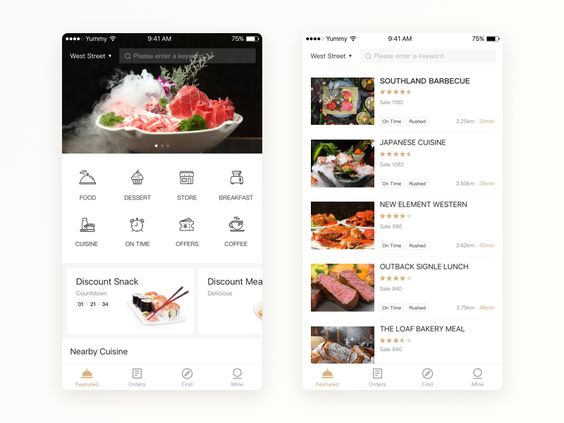 Yummy 9:41 AM 75%
West Street Please enter a keyword
FOOD DESSERT STORE BREAKFAST
CUISINE ON TIME OFFERS COFFEE
Discount Snack
Countdown
01 : 21 : 34
Discount Mea
Delicious
Nearby Cuisine
Featured Orders Find Mine
Yummy 9:41 AM 75%
West Street Please enter a keyword
SOUTHLAND BARBECUE
Sale 1160
On Time Rushed 3.25km 34min
JAPANESE CUISINE
Sale 1082
On Time Rushed 3.50km 38min
NEW ELEMENT WESTERN
Sale 986
On Time Rushed 3.62km 40min
OUTBACK SIGNLE LUNCH
Sale 940
On Time Rushed 3.75km 48min
THE LOAF BAKERY MEAL
Sale 940
Featured Orders Find Mine